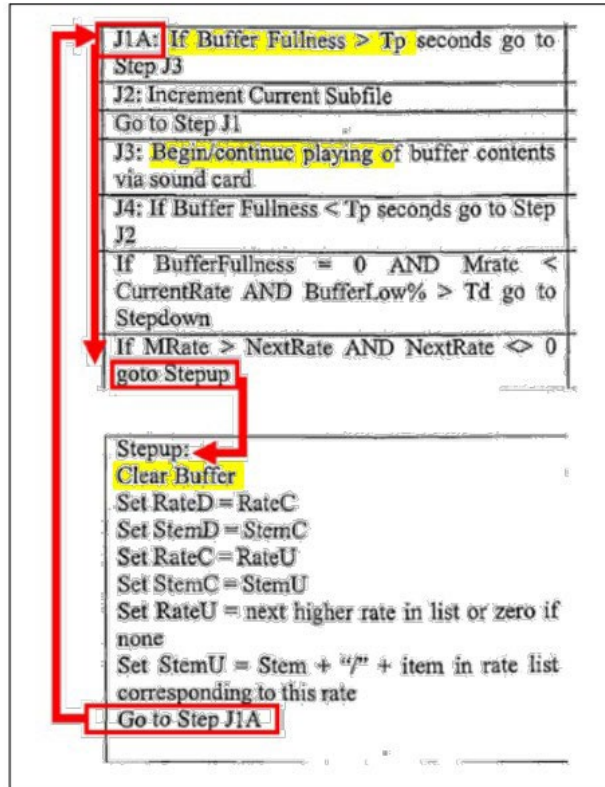 J1A: If Buffer Fullness > Tp seconds go to
Step J3
J2: Increment Current Subfile
Go to Step J1
J3: Begin/continue playing of buffer contents
via sound card
J4: If Buffer Fullness < Tp seconds go to Step
J2
If BufferFullness = 0 AND Mrate <
CurrentRate AND BufferLow% > Td go to
Stepdown
If MRate > NextRate AND NextRate <> 0
goto Stepup
Stepup:
Clear Buffer
Set RateD = RateC
Set StemD = StemC
Set RateC = RateU
Set StemC = StemU
Set RateU = next higher rate in list or zero if
none
Set StemU = Stem + “/” + item in rate list
corresponding to this rate
Go to Step J1A